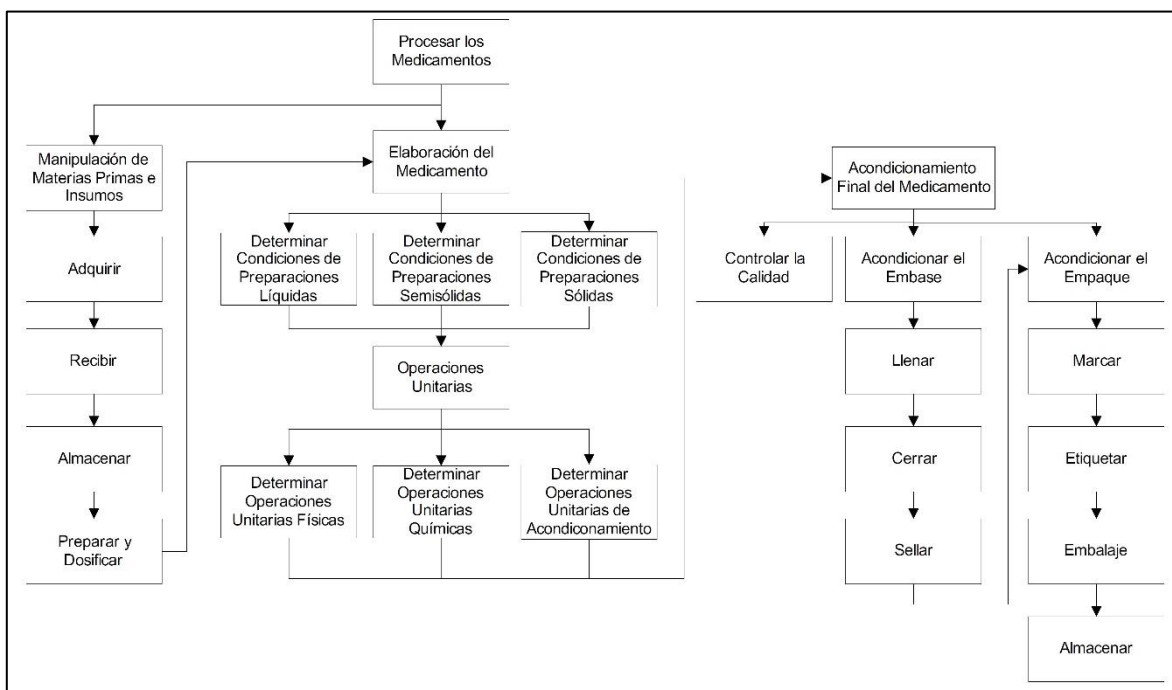 Procesar los
Medicamentos
Manipulación de
Materias Primas e
Insumos
Adquirir
Recibir
Almacenar
Preparar y
Dosificar
Elaboración del
Medicamento
Determinar
Condiciones de
Preparaciones
Líquidas
Determinar
Condiciones de
Preparaciones
Semisólidas
Determinar
Condiciones de
Preparaciones
Sólidas
Operaciones
Unitarias
Determinar
Operaciones
Unitarias Físicas
Determinar
Operaciones
Unitarias
Químicas
Determinar
Operaciones
Unitarias de
Acondiconamiento
Acondicionamiento
Final del Medicamento
Controlar la
Calidad
Acondicionar el
Embase
Llenar
Cerrar
Sellar
Acondicionar el
Empaque
Marcar
Etiquetar
Embalaje
Almacenar